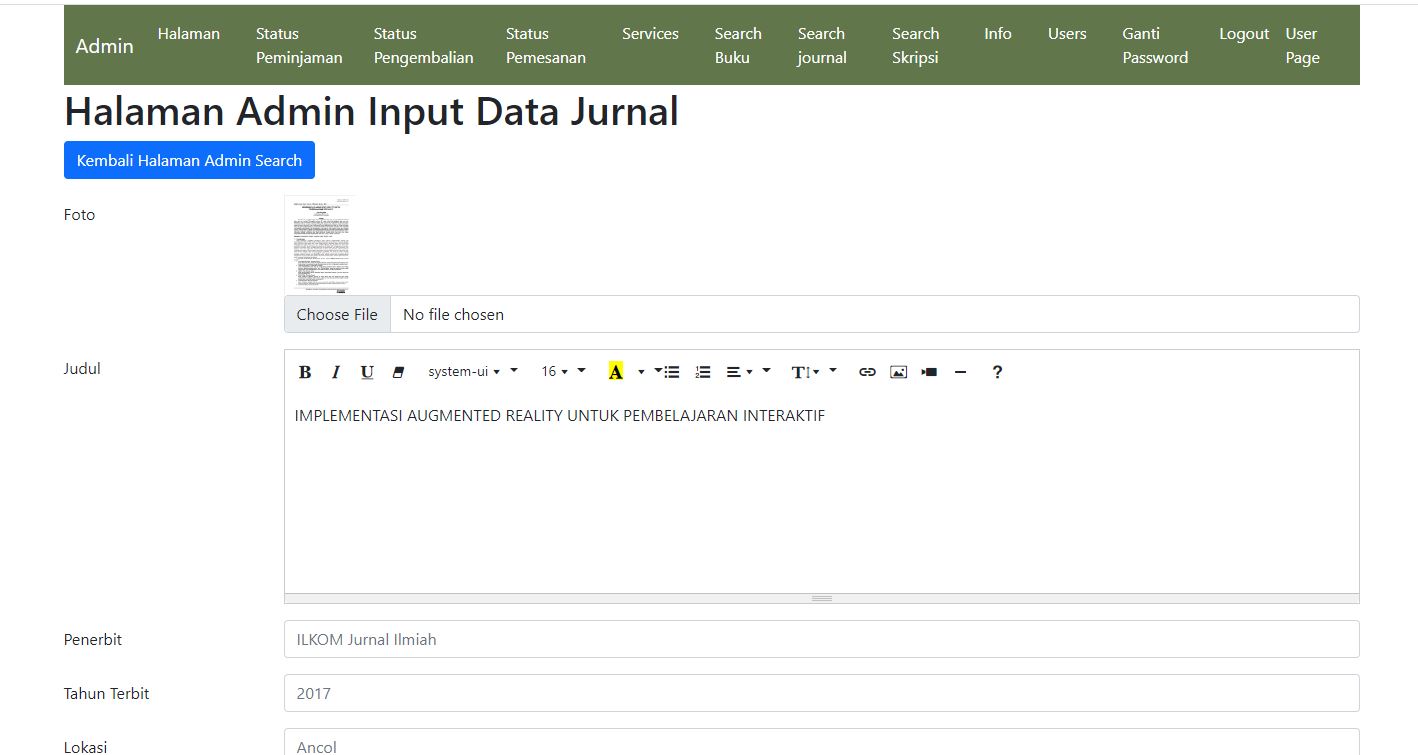 Admin
Halaman
Status Peminjaman
Status Pengembalian
Status Pemesanan
Services
Search Buku
Search journal
Search Skripsi
Info
Users
Ganti Password
Logout
User Page
Halaman Admin Input Data Jurnal
Kembali Halaman Admin Search
Foto
Choose File No file chosen
Judul
B I U system-ui 16 A T ?
IMPLEMENTASI AUGMENTED REALITY UNTUK PEMBELAJARAN INTERAKTIF
Penerbit
ILKOM Jurnal Ilmiah
Tahun Terbit
2017
Lokasi
Ancol